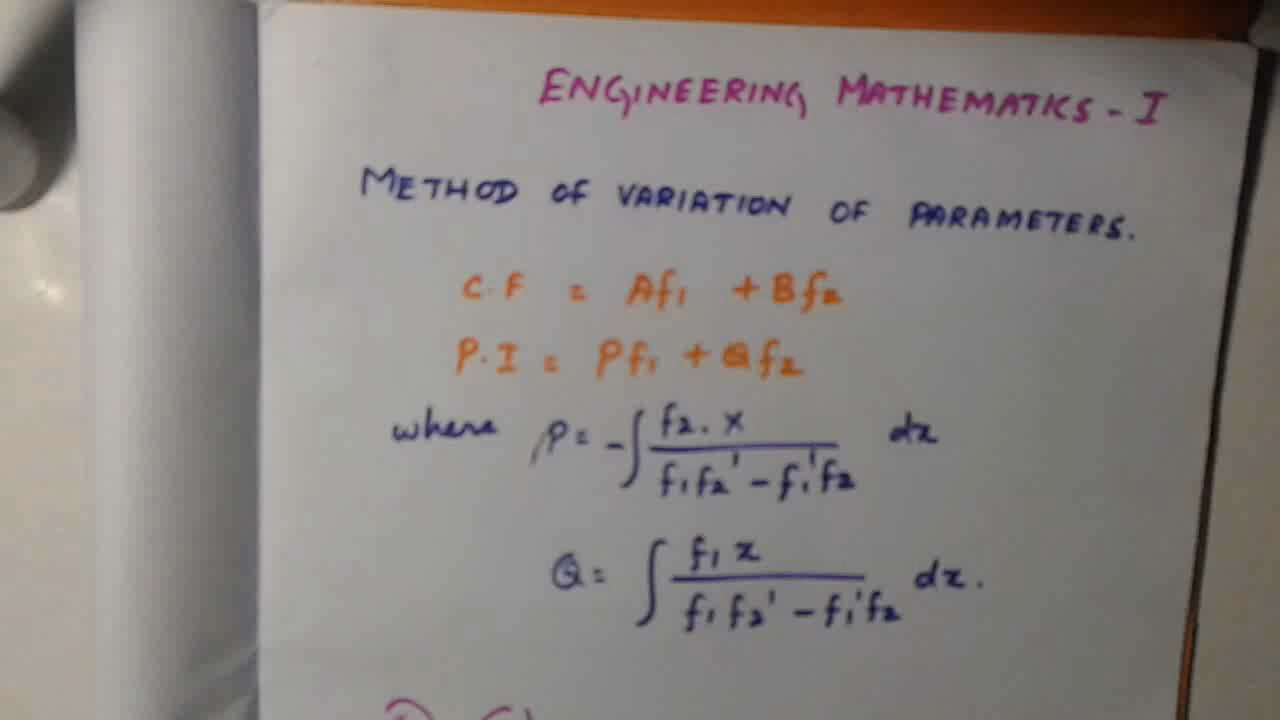 ENGINEERING MATHEMATICS - I
METHOD OF VARIATION OF PARAMETERS.
C.F = Af₁ + Bf₂
P.I = Pf₁ + Qf₂
where P = -∫ f₂.x / (f₁f₂' - f₁'f₂) dx
Q = ∫ f₁x / (f₁f₂' - f₁'f₂) dx.